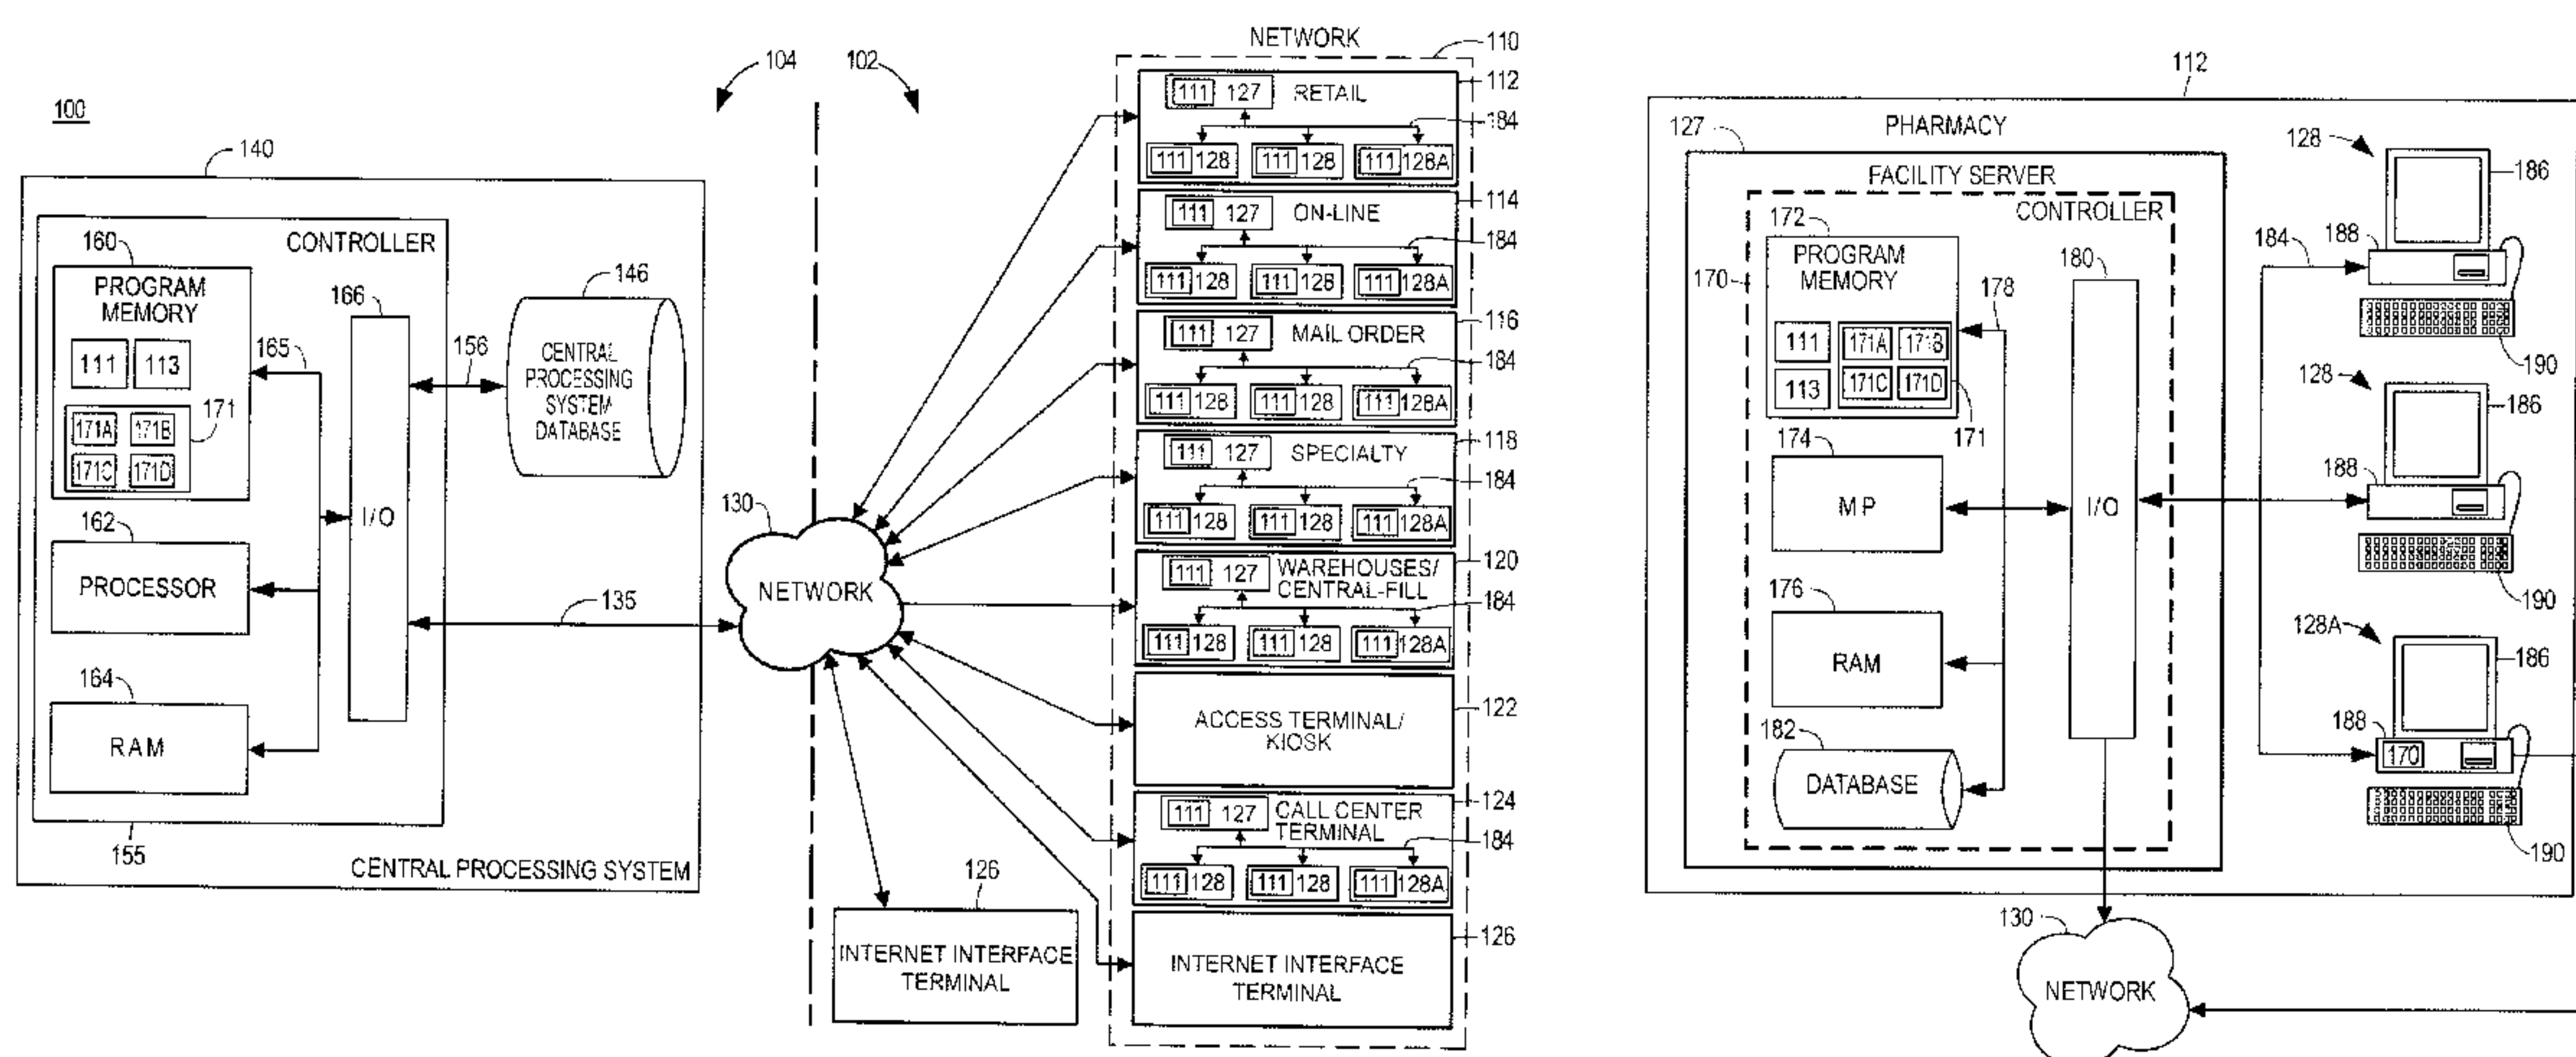 100
104
102
140
160
CONTROLLER
PROGRAM
MEMORY
111 113
171A 171B
171C 171D
171
165
166
I/O
156
146
CENTRAL
PROCESSING
SYSTEM
DATABASE
162
PROCESSOR
164
RAM
155
135
CENTRAL PROCESSING SYSTEM
130
NETWORK
126
INTERNET INTERFACE
TERMINAL
NETWORK
110
111 127 RETAIL
112
184
111 128 111 128 111 128A
111 127 ON-LINE
114
184
111 128 111 128 111 128A
111 127 MAIL ORDER
116
184
111 128 111 128 111 128A
111 127 SPECIALTY
118
184
111 128 111 128 111 128A
111 127 WAREHOUSES/
CENTRAL-FILL
120
184
111 128 111 128 111 128A
ACCESS TERMINAL/
KIOSK
122
111 127 CALL CENTER
TERMINAL
124
184
111 128 111 128 111 128A
INTERNET INTERFACE
TERMINAL
126
112
PHARMACY
127
FACILITY SERVER
CONTROLLER
170
172
PROGRAM
MEMORY
111 171A 171B
113 171C 171D
171
178
180
I/O
174
MP
176
RAM
182
DATABASE
184
128
186
188
190
128
186
188
190
128A
186
188
170
190
130
NETWORK